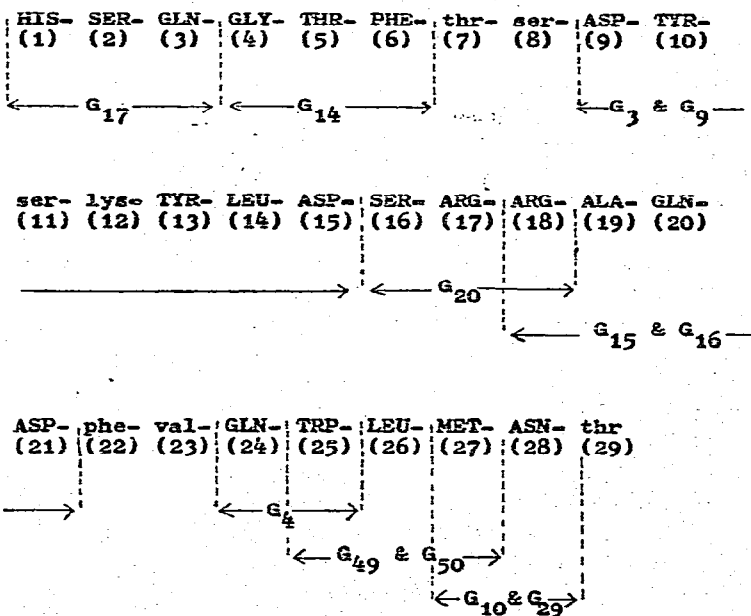 HIS- SER- GLN- GLY- THR- PHE- thr- ser- ASP- TYR-
(1) (2) (3) (4) (5) (6) (7) (8) (9) (10)
G17 G14 G3 & G9
ser- lys- TYR- LEU- ASP- SER- ARG- ARG- ALA- GLN-
(11) (12) (13) (14) (15) (16) (17) (18) (19) (20)
G20
G15 & G16
ASP- phe- val- GLN- TRP- LEU- MET- ASN- thr
(21) (22) (23) (24) (25) (26) (27) (28) (29)
G4
G49 & G50
G10&G29